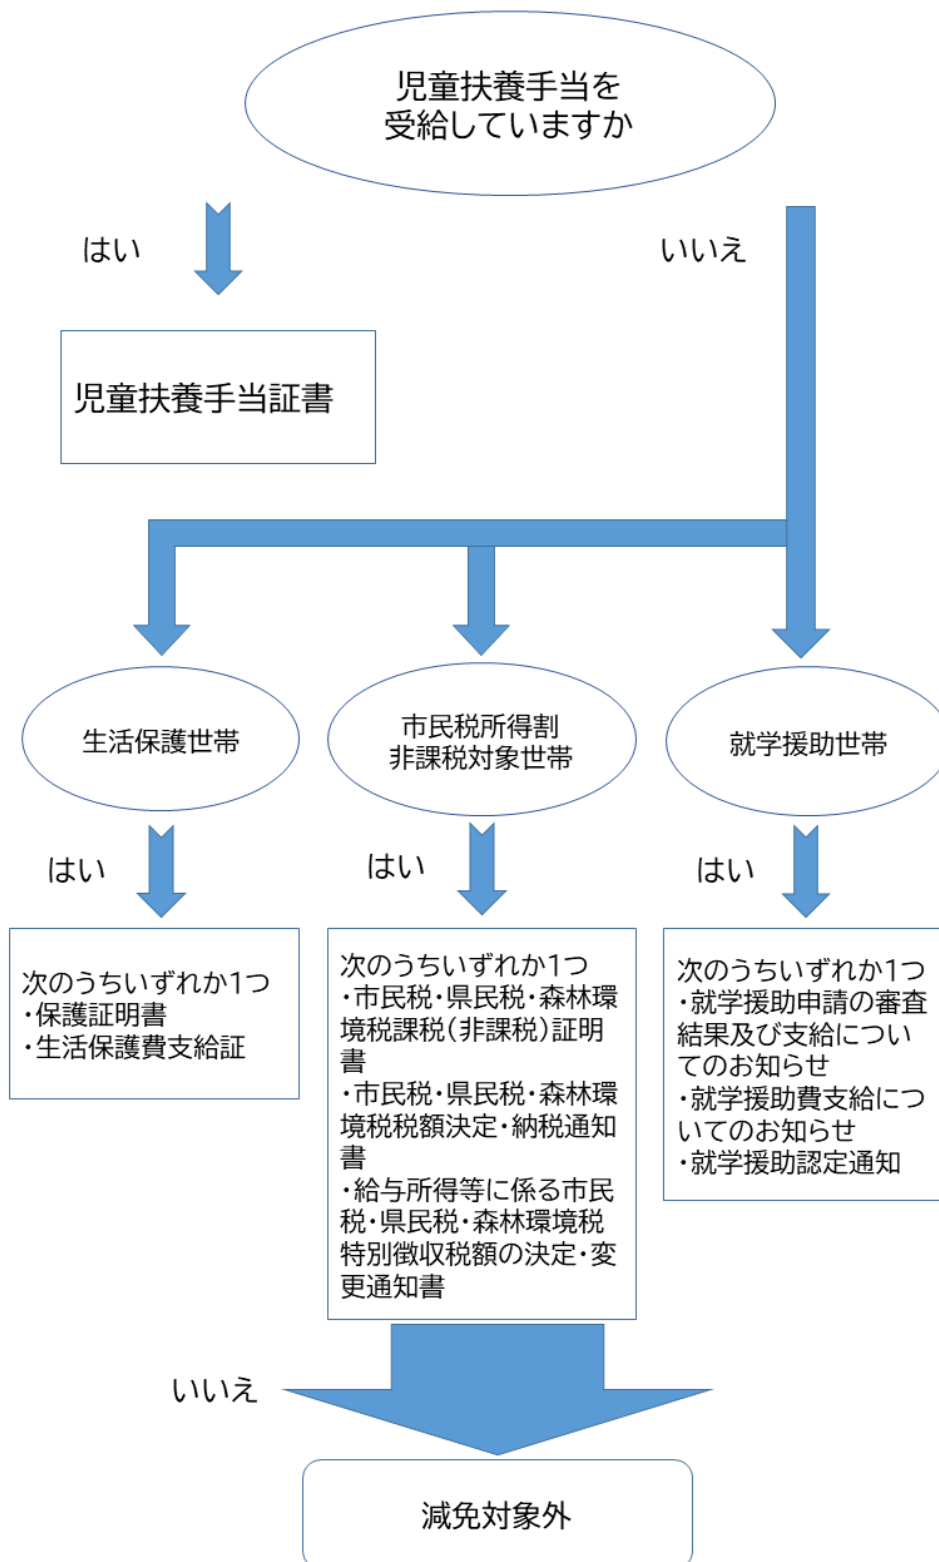 児童扶養手当を
受給していますか
はい
いいえ
児童扶養手当証書
生活保護世帯
市民税所得割
非課税対象世帯
就学援助世帯
はい
はい
はい
次のうちいずれか1つ
・保護証明書
・生活保護費支給証
次のうちいずれか1つ
・市民税・県民税・森林環
境税課税(非課税)証明
書
・市民税・県民税・森林環
境税税額決定・納税通知
書
・給与所得等に係る市民
税・県民税・森林環境税
特別徴収税額の決定・変
更通知書
次のうちいずれか1つ
・就学援助申請の審査
結果及び支給につい
てのお知らせ
・就学援助費支給につ
いてのお知らせ
・就学援助認定通知
いいえ
減免対象外